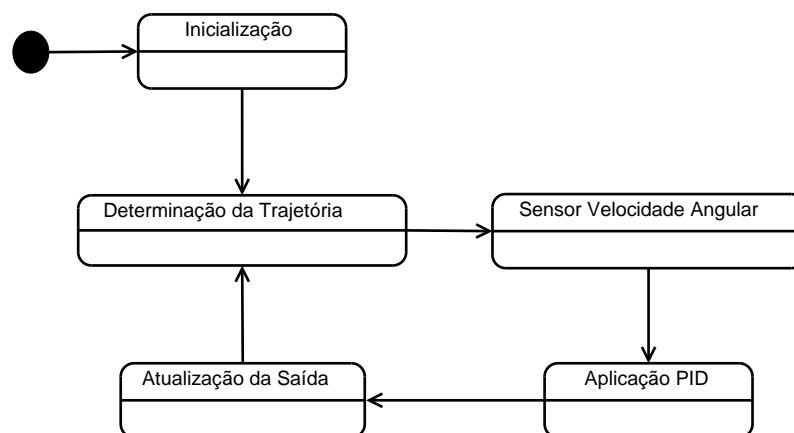 Inicialização
Determinação da Trajetória
Sensor Velocidade Angular
Atualização da Saída
Aplicação PID